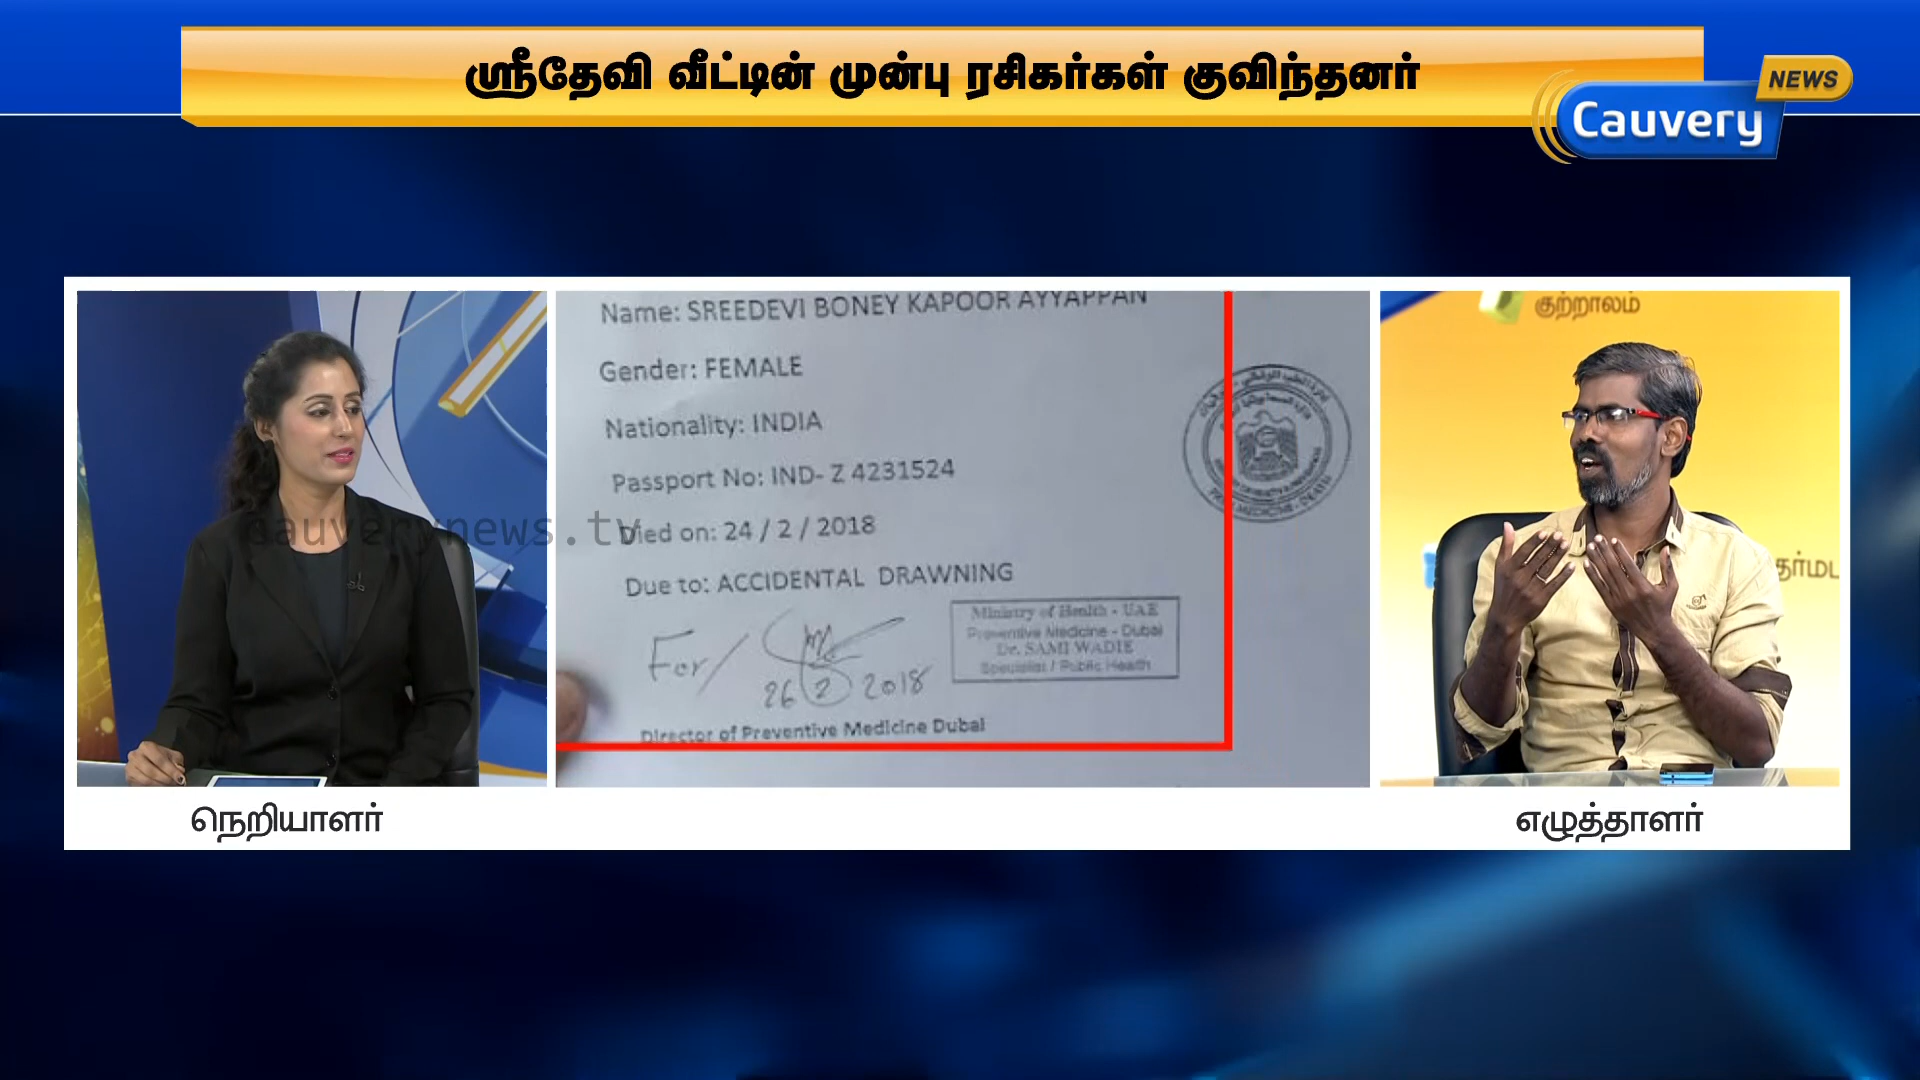 ஸ்ரீதேவி வீட்டின் முன்பு ரசிகர்கள் குவிந்தனர்
NEWS
Cauvery
குற்றாலம்
Name: SREEDEVI BONEY KAPOOR AYYAPPAN
Gender: FEMALE
Nationality: INDIA
Passport No: IND- Z 4231524
cauverynews.tv
Died on: 24 / 2 / 2018
Due to: ACCIDENTAL DRAWNING
Ministry of Health - UAE
Preventive Medicine - Dubai
Dr. SAMI WADIE
Specialist / Public Health
For/
26 2 2018
Director of Preventive Medicine Dubai
தர்மட
நெறியாளர்
எழுத்தாளர்